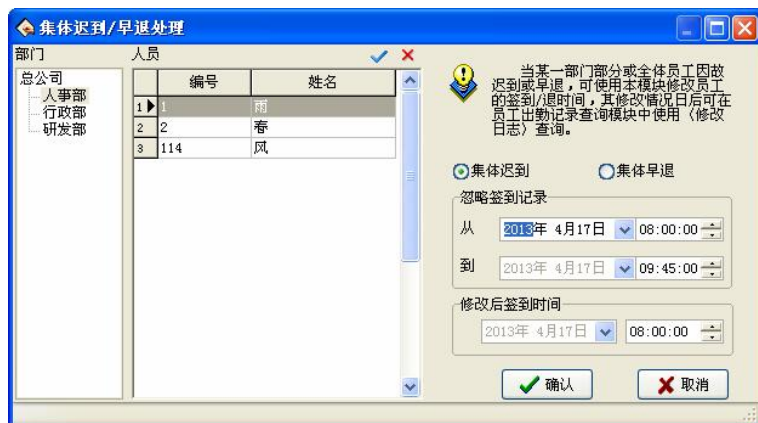 集体迟到/早退处理
部门
人员
总公司
人事部
行政部
研发部
编号 姓名
1 1 雨
2 2 春
3 114 风
当某一部门部分或全体员工因故
迟到或早退，可使用本模块修改员工
的签到/退时间，其修改情况日后可在
员工出勤记录查询模块中使用（修改
日志）查询。
集体迟到 集体早退
忽略签到记录
从 2013年 4月17日 08:00:00
到 2013年 4月17日 09:45:00
修改后签到时间
2013年 4月17日 08:00:00
确认 取消